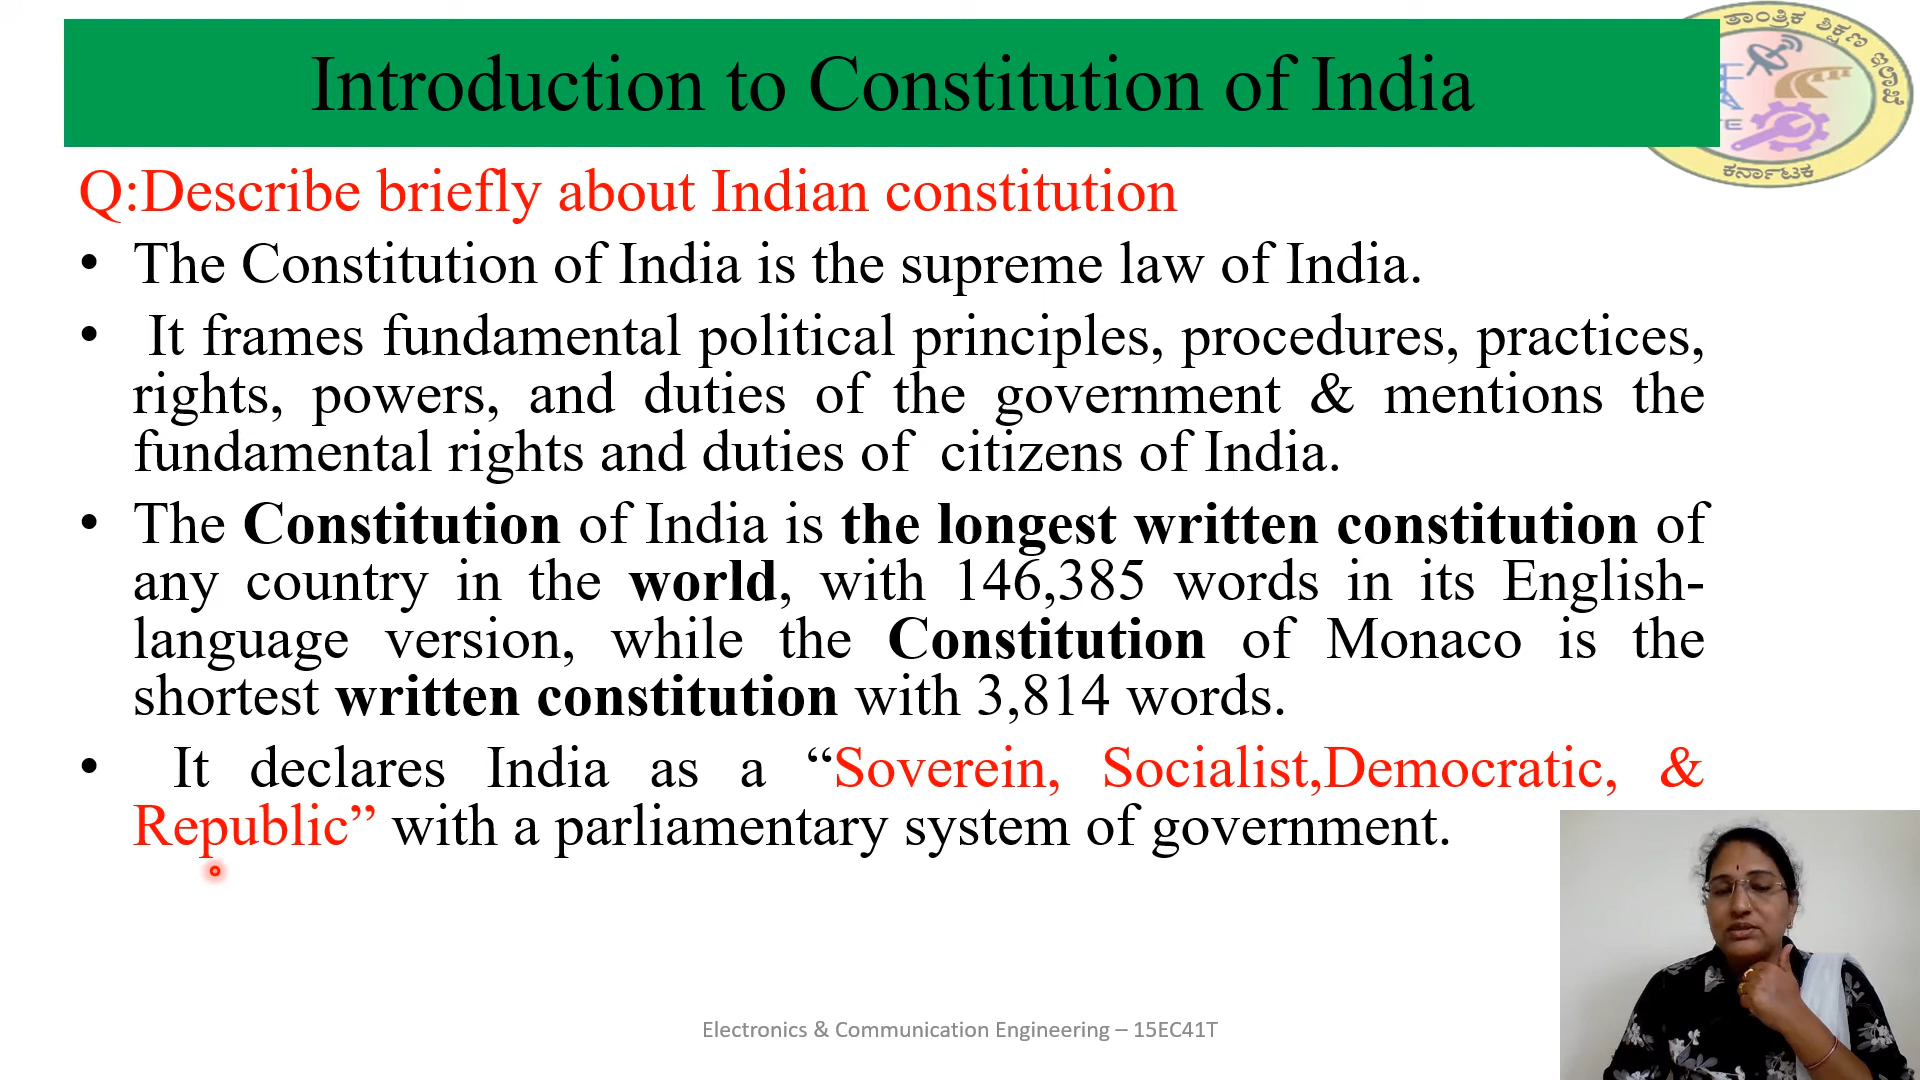 Introduction to Constitution of India
ತಾಂತ್ರಿಕ ಶಿಕ್ಷಣ ಇಲಾಖೆ
TE
ಕರ್ನಾಟಕ
Q:Describe briefly about Indian constitution
• The Constitution of India is the supreme law of India.
• It frames fundamental political principles, procedures, practices,
rights, powers, and duties of the government & mentions the
fundamental rights and duties of citizens of India.
• The Constitution of India is the longest written constitution of
any country in the world, with 146,385 words in its English-
language version, while the Constitution of Monaco is the
shortest written constitution with 3,814 words.
• It declares India as a “Soverein, Socialist,Democratic, &
Republic” with a parliamentary system of government.
Electronics & Communication Engineering – 15EC41T